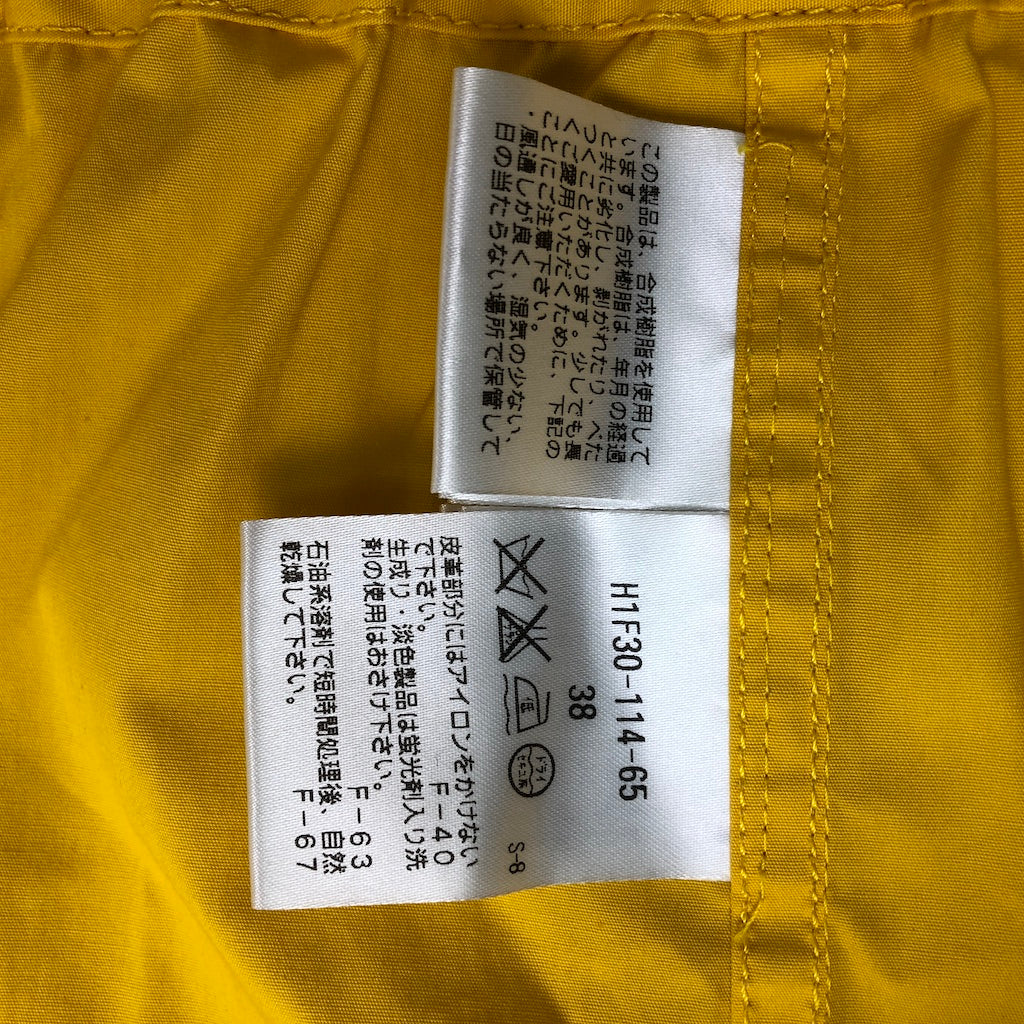 この製品は、合成樹脂を使用して
います。合成樹脂は、年月の経過
と共に劣化し、剥がれたり、べた
つくことがあります。少しでも長
くご愛用いただくために、下記の
ことにご注意下さい。
・風通しが良く、湿気の少ない、
日の当たらない場所で保管して
H1F30-114-65
38
低
ドライ
セキユ系
S-8
皮革部分にはアイロンをかけない
で下さい。 F-40
生成り・淡色製品は蛍光剤入り洗
剤の使用はおさけ下さい。
F-63
石油系溶剤で短時間処理後、自然
乾燥して下さい。 F-67